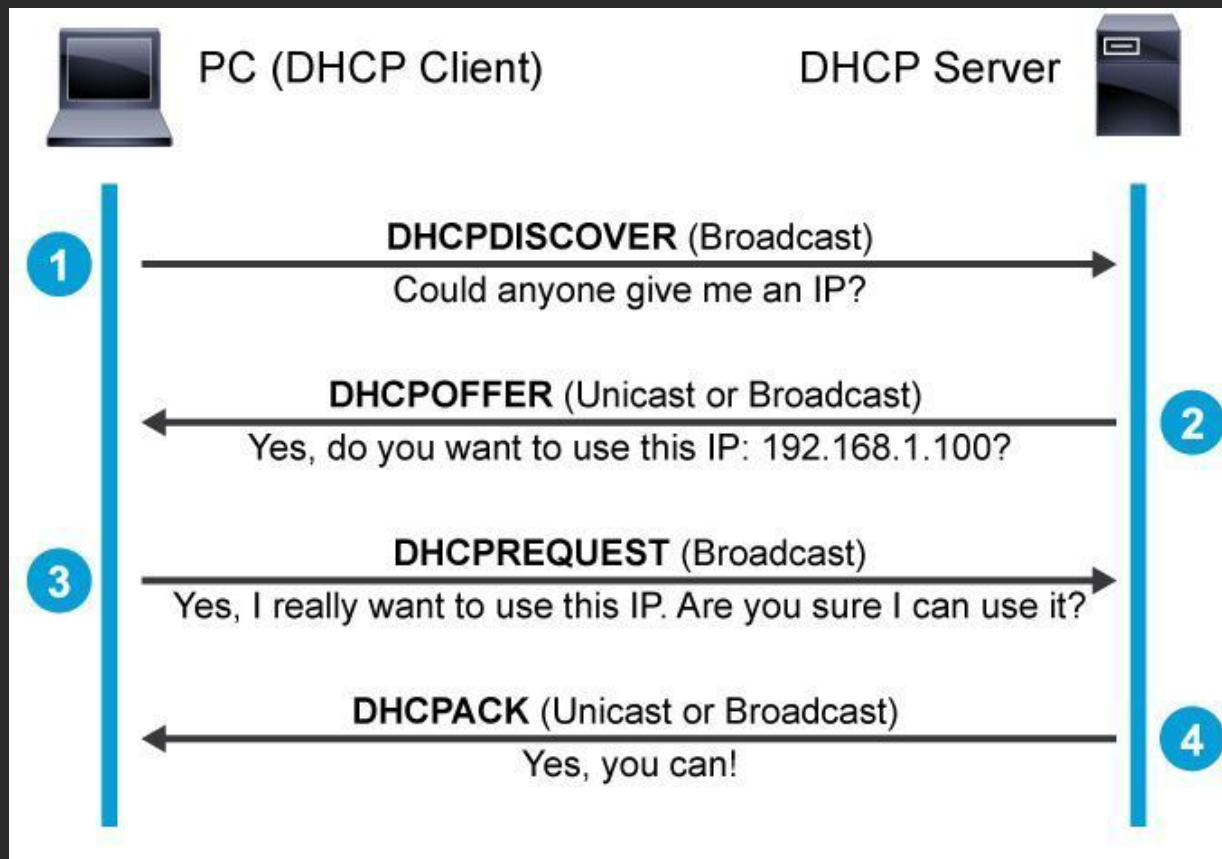 PC (DHCP Client)
DHCP Server
1
DHCPDISCOVER (Broadcast)
Could anyone give me an IP?
DHCPOFFER (Unicast or Broadcast)
Yes, do you want to use this IP: 192.168.1.100?
2
3
DHCPREQUEST (Broadcast)
Yes, I really want to use this IP. Are you sure I can use it?
DHCPACK (Unicast or Broadcast)
Yes, you can!
4